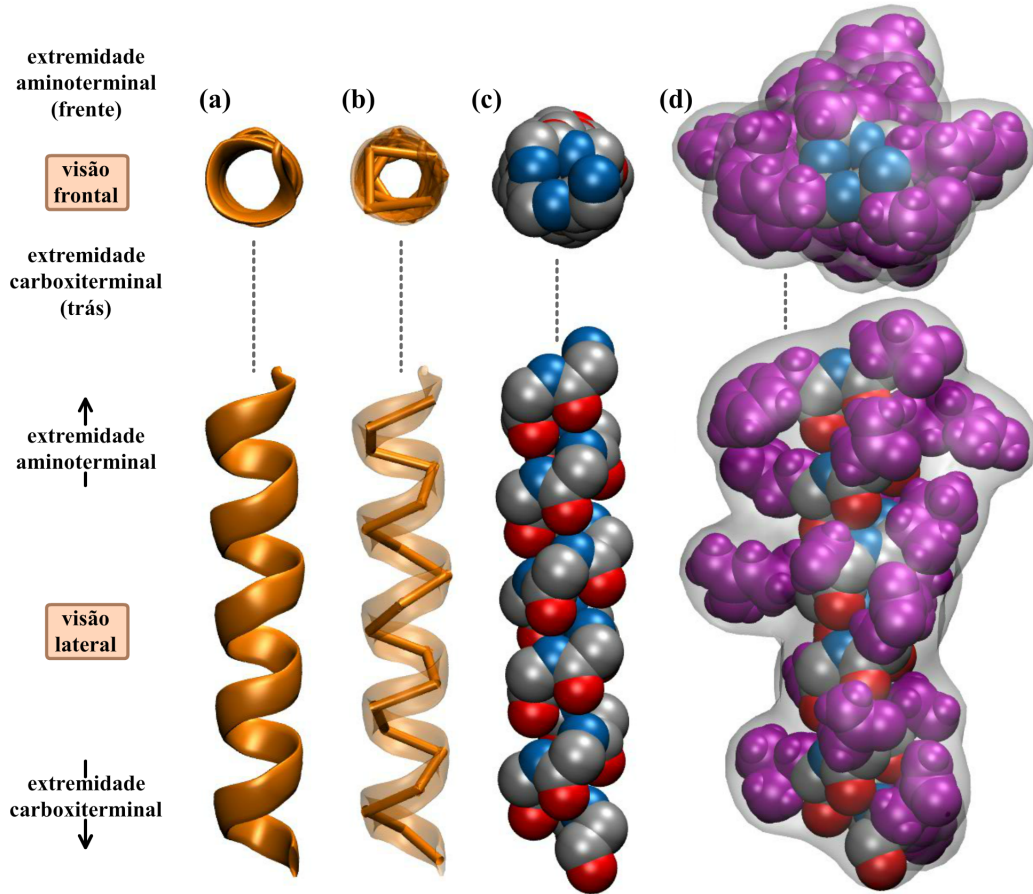 extremidade
aminoterminal
(frente)
(a)
(b)
(c)
(d)
visão
frontal
extremidade
carboxiterminal
(trás)
extremidade
aminoterminal
visão
lateral
extremidade
carboxiterminal